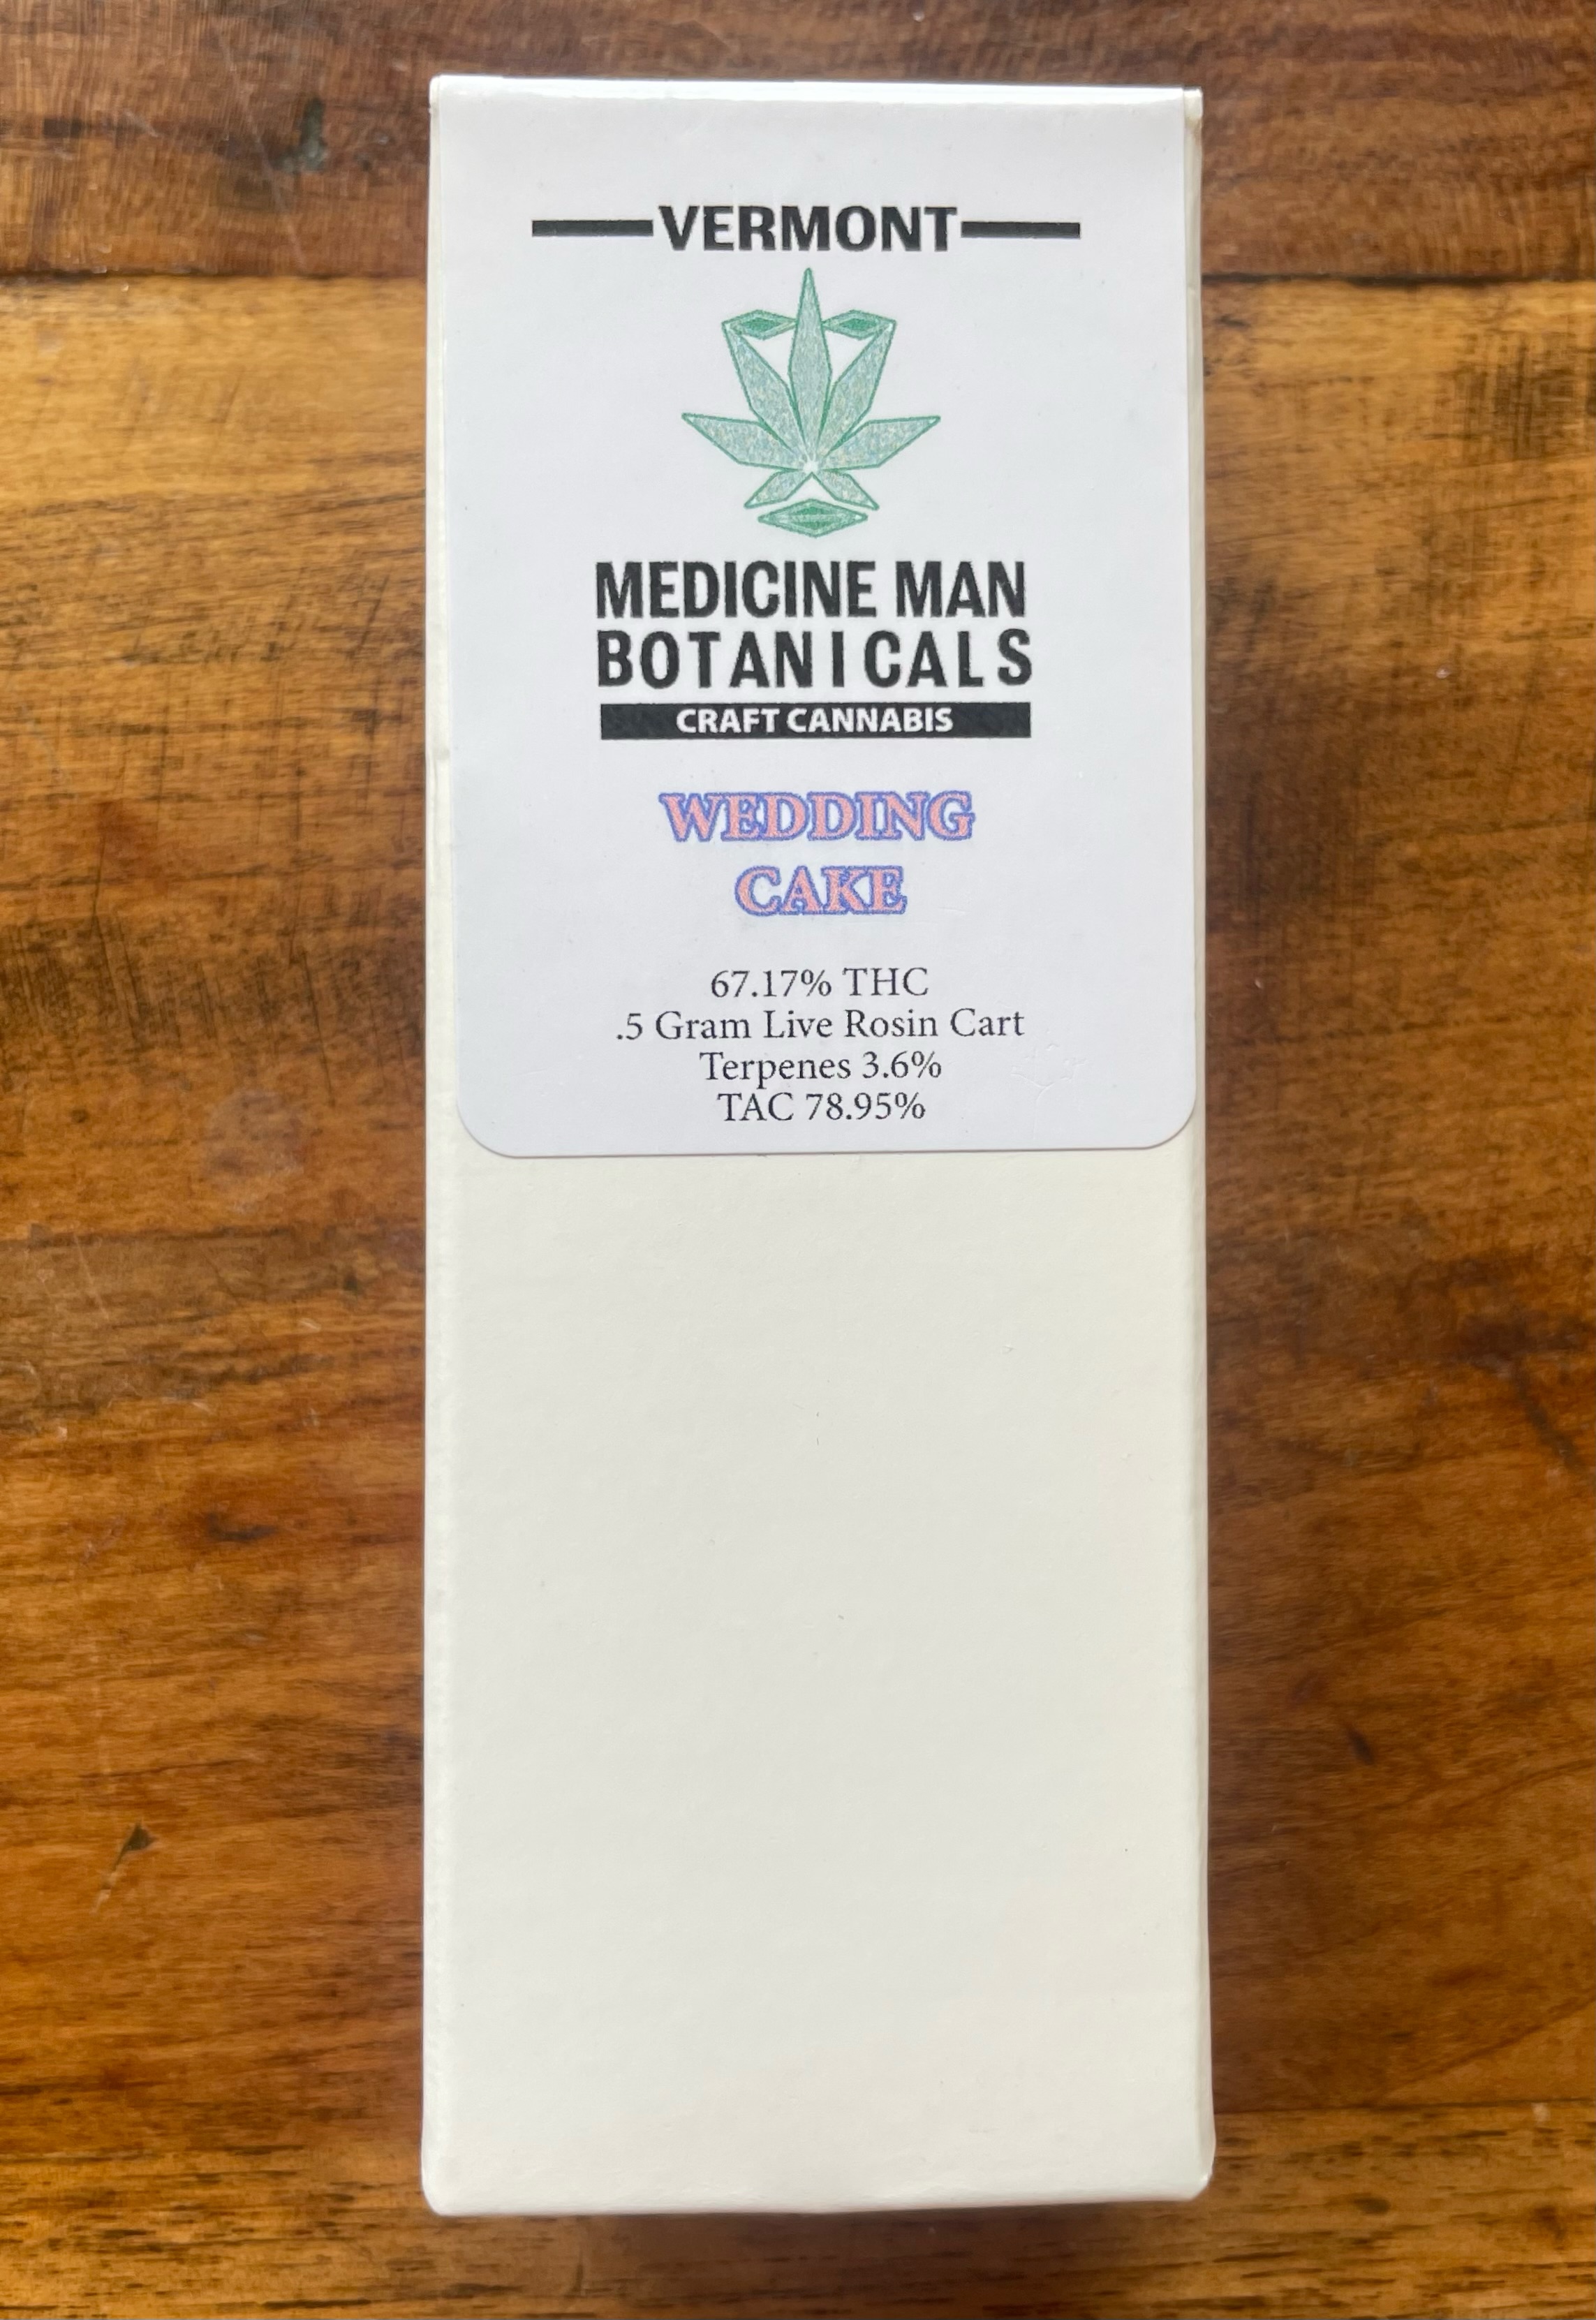 VERMONT
MEDICINE MAN
BOTANICALS
CRAFT CANNABIS
WEDDING
CAKE
67.17% THC
.5 Gram Live Rosin Cart
Terpenes 3.6%
TAC 78.95%